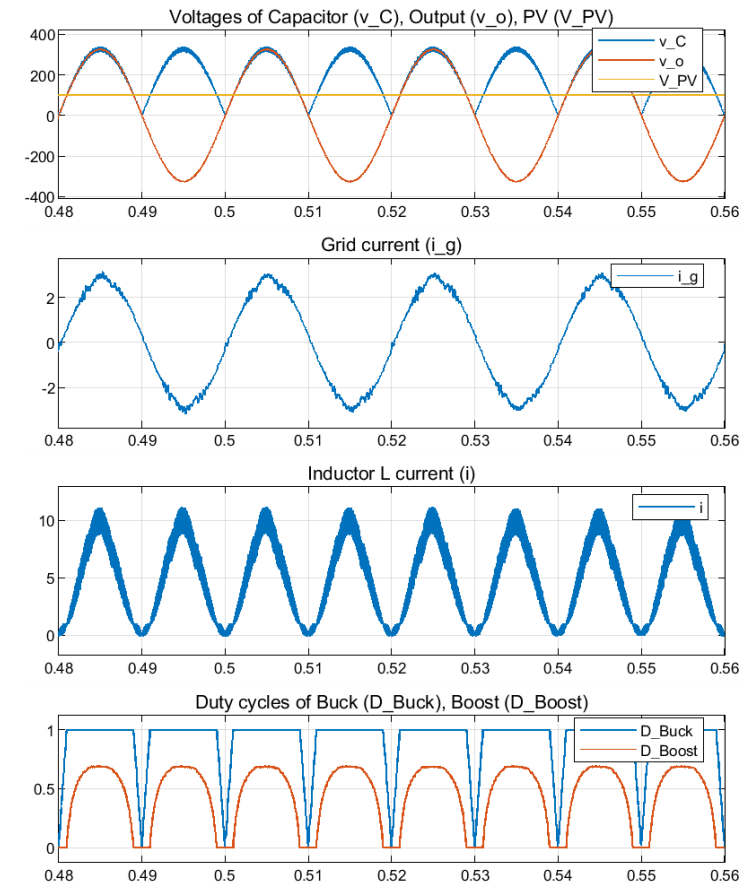 Voltages of Capacitor (v_C), Output (v_o), PV (V_PV)
400
200
0
-200
-400
v_C
v_o
V_PV
0.48 0.49 0.5 0.51 0.52 0.53 0.54 0.55 0.56
Grid current (i_g)
2
0
-2
i_g
0.48 0.49 0.5 0.51 0.52 0.53 0.54 0.55 0.56
Inductor L current (i)
10
5
0
i
0.48 0.49 0.5 0.51 0.52 0.53 0.54 0.55 0.56
Duty cycles of Buck (D_Buck), Boost (D_Boost)
1
0.5
0
D_Buck
D_Boost
0.48 0.49 0.5 0.51 0.52 0.53 0.54 0.55 0.56